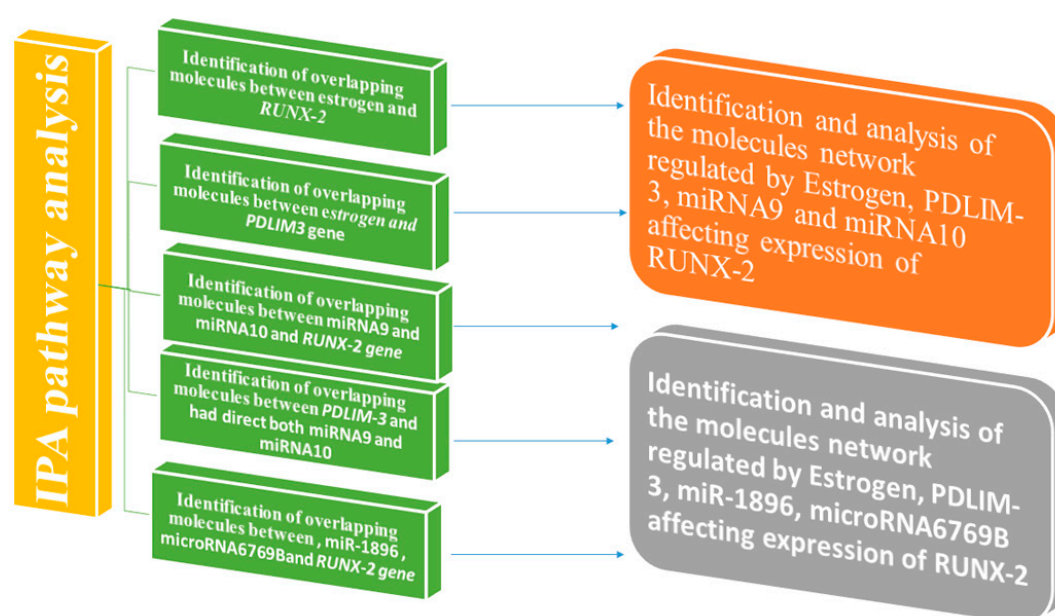 IPA pathway analysis
Identification of overlapping
molecules between estrogen and
RUNX-2
Identification of overlapping
molecules between estrogen and
PDLIM3 gene
Identification of overlapping
molecules between miRNA9 and
miRNA10 and RUNX-2 gene
Identification of overlapping
molecules between PDLIM-3 and
had direct both miRNA9 and
miRNA10
Identification of overlapping
molecules between , miR-1896 ,
microRNA6769Band RUNX-2 gene
Identification and analysis of
the molecules network
regulated by Estrogen, PDLIM-
3, miRNA9 and miRNA10
affecting expression of
RUNX-2
Identification and analysis of
the molecules network
regulated by Estrogen, PDLIM-
3, miR-1896, microRNA6769B
affecting expression of RUNX-2